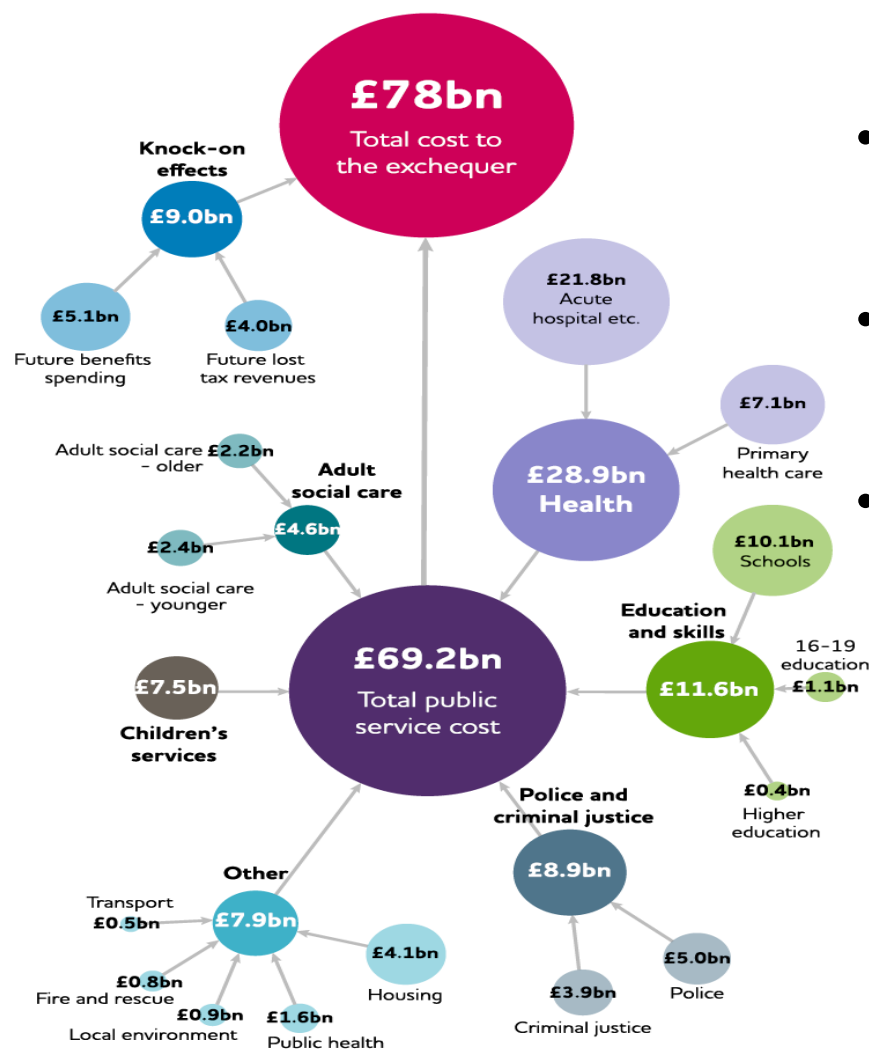 £78bn
Total cost to
the exchequer
Knock-on
effects
£9.0bn
£5.1bn
Future benefits
spending
£4.0bn
Future lost
tax revenues
£21.8bn
Acute
hospital etc.
£7.1bn
Primary
health care
£28.9bn
Health
Adult social care
- older
£2.2bn
Adult
social care
£4.6bn
£2.4bn
Adult social care
- younger
£10.1bn
Schools
Education
and skills
£11.6bn
16-19
education
£1.1bn
£0.4bn
Higher
education
£69.2bn
Total public
service cost
£7.5bn
Children's
services
Police and
criminal justice
£8.9bn
£5.0bn
Police
£3.9bn
Criminal justice
Other
£7.9bn
Transport
£0.5bn
£0.8bn
Fire and rescue
£0.9bn
Local environment
£1.6bn
Public health
£4.1bn
Housing